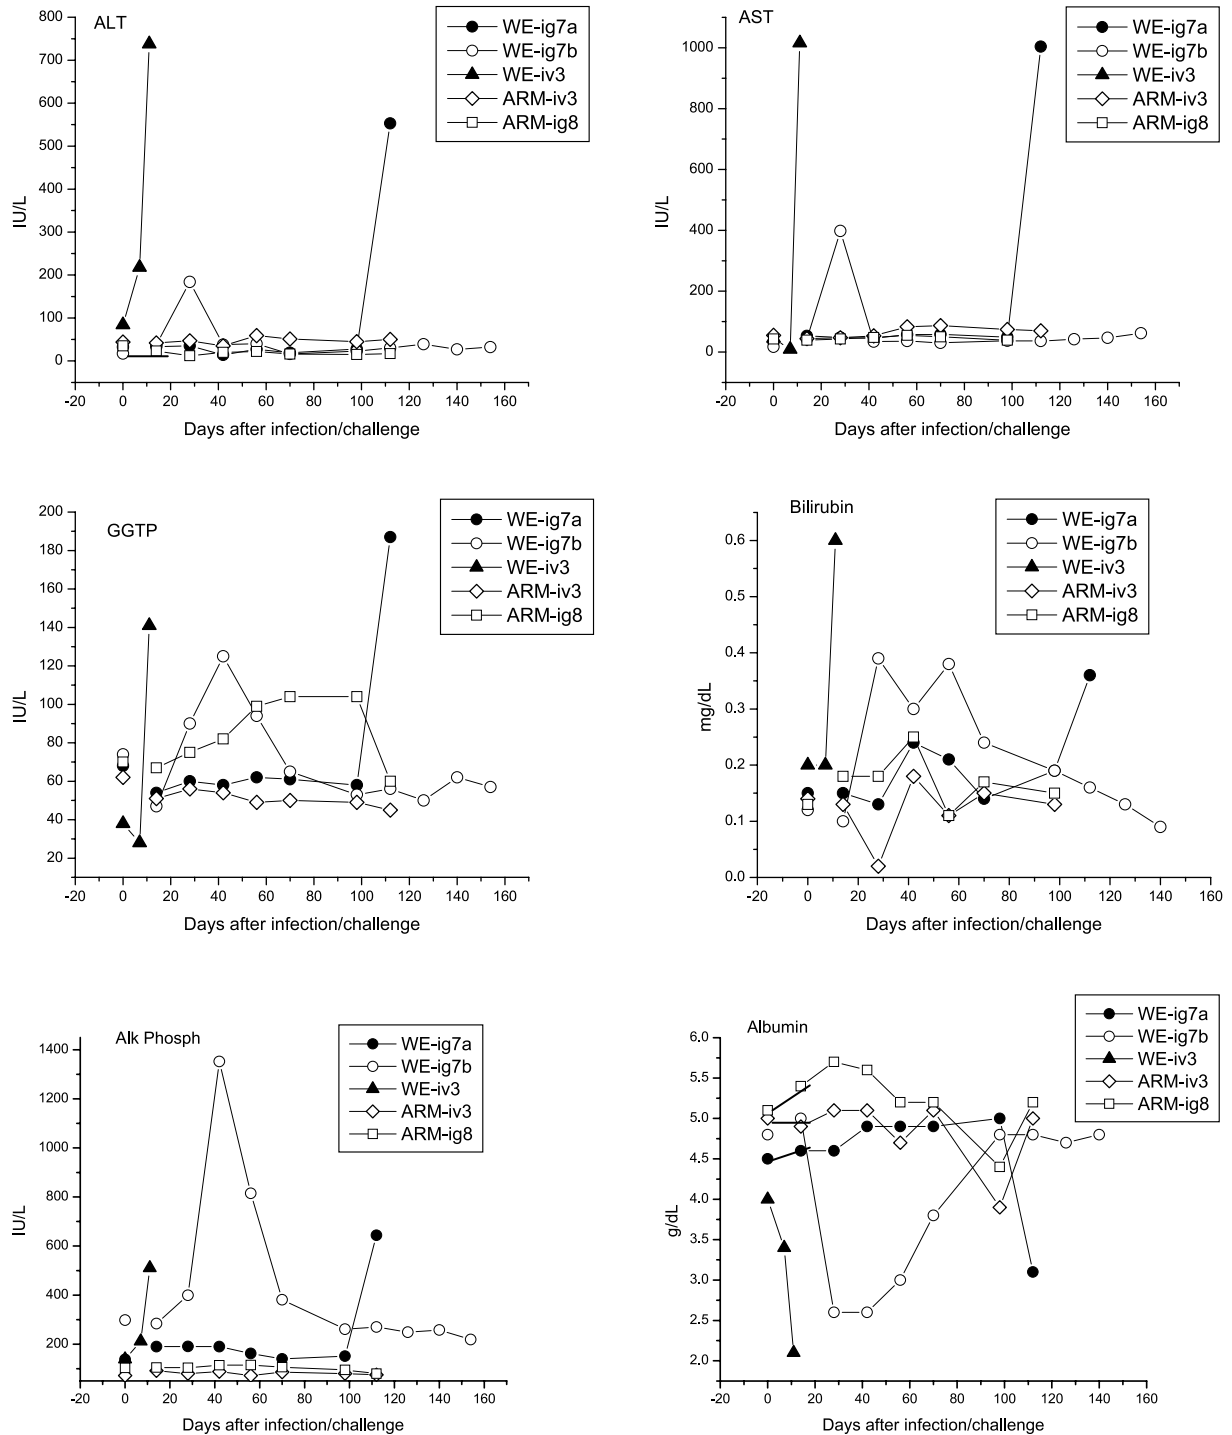 ALT
800
700
600
500
400
300
200
100
0
IU/L
-20 0 20 40 60 80 100 120 140 160
Days after infection/challenge
WE-ig7a
WE-ig7b
WE-iv3
ARM-iv3
ARM-ig8
AST
1000
800
600
400
200
0
IU/L
-20 0 20 40 60 80 100 120 140 160
Days after infection/challenge
WE-ig7a
WE-ig7b
WE-iv3
ARM-iv3
ARM-ig8
GGTP
200
180
160
140
120
100
80
60
40
20
IU/L
-20 0 20 40 60 80 100 120 140 160
Days after infection/challenge
WE-ig7a
WE-ig7b
WE-iv3
ARM-iv3
ARM-ig8
Bilirubin
0,6
0,5
0.4
0.3
0.2
0.1
0.0
mg/dL
-20 0 20 40 60 80 100 120 140 160
Days after infection/challenge
WE-ig7a
WE-ig7b
WE-iv3
ARM-iv3
ARM-ig8
Alk Phosph
1400
1200
1000
800
600
400
200
IU/L
-20 0 20 40 60 80 100 120 140 160
Days after infection/challenge
WE-ig7a
WE-ig7b
WE-iv3
ARM-iv3
ARM-ig8
Albumin
6.0
5.5
5.0
4.5
4.0
3.5
3.0
2.5
2.0
g/dL
-20 0 20 40 60 80 100 120 140 160
Days after infection/challenge
WE-ig7a
WE-ig7b
WE-iv3
ARM-iv3
ARM-ig8